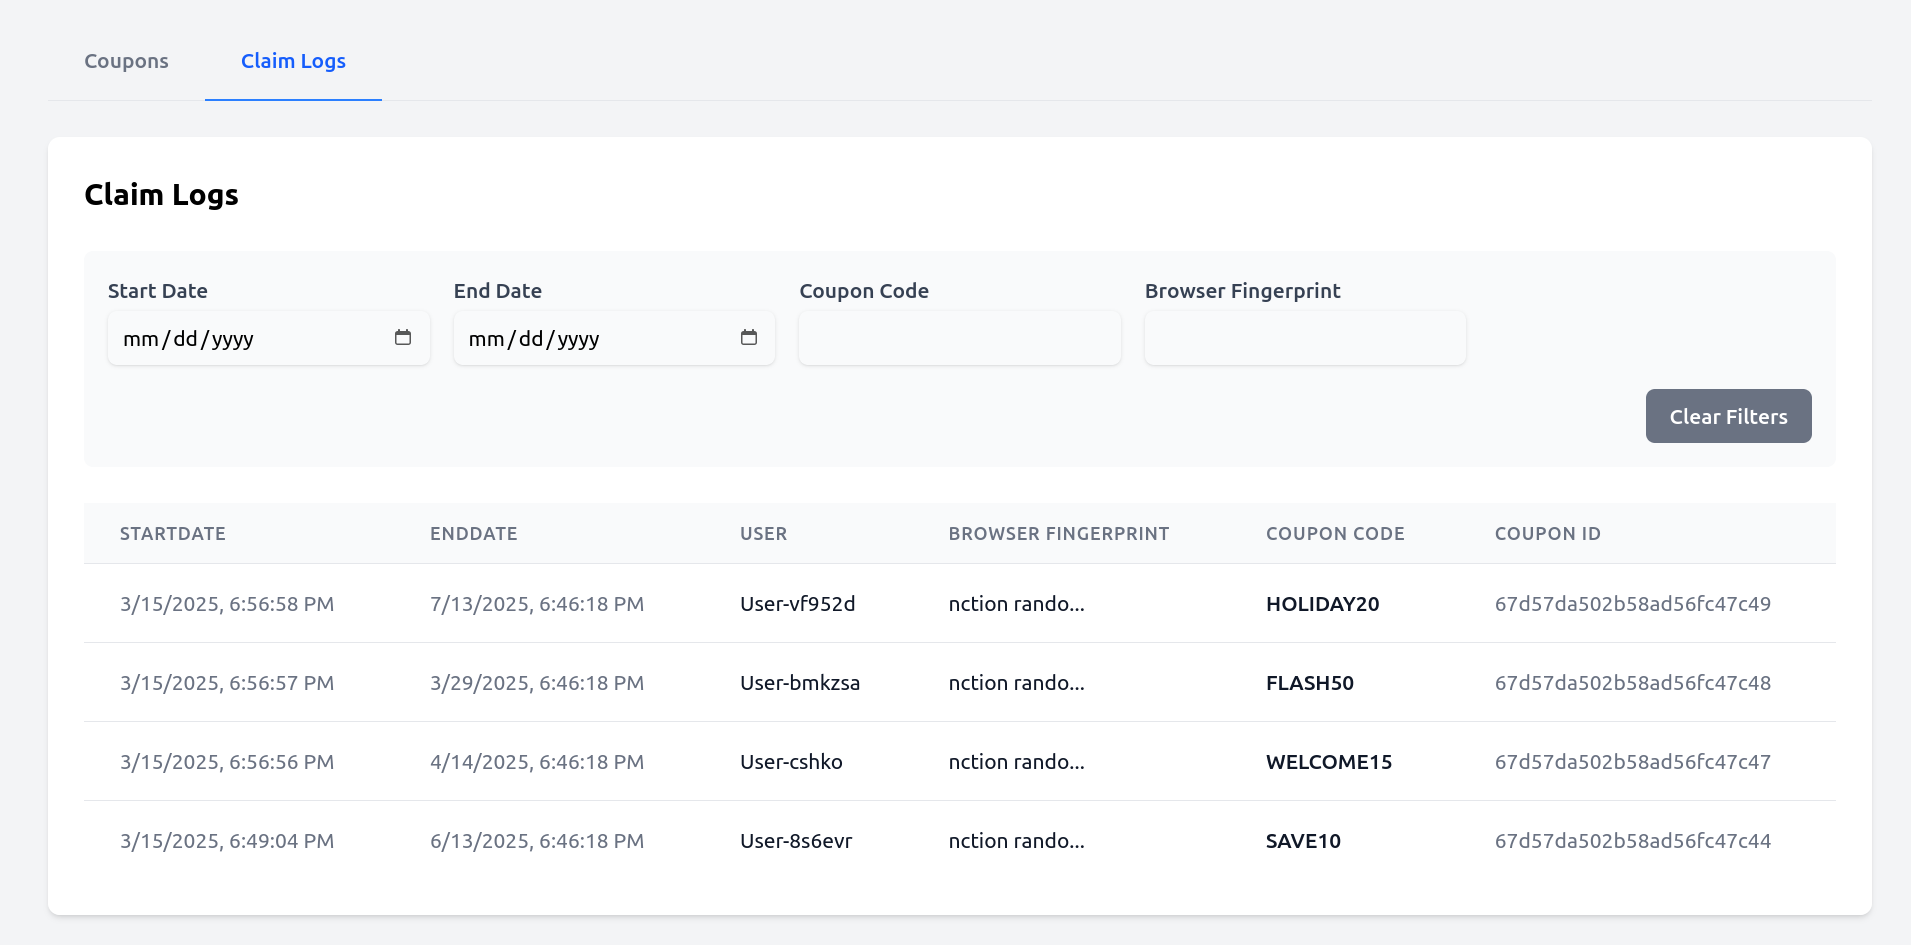 Coupons Claim Logs
Claim Logs
Start Date End Date Coupon Code Browser Fingerprint
mm/dd/yyyy mm/dd/yyyy
Clear Filters
STARTDATE ENDDATE USER BROWSER FINGERPRINT COUPON CODE COUPON ID
3/15/2025, 6:56:58 PM 7/13/2025, 6:46:18 PM User-vf952d nction rando... HOLIDAY20 67d57da502b58ad56fc47c49
3/15/2025, 6:56:57 PM 3/29/2025, 6:46:18 PM User-bmkzsa nction rando... FLASH50 67d57da502b58ad56fc47c48
3/15/2025, 6:56:56 PM 4/14/2025, 6:46:18 PM User-cshko nction rando... WELCOME15 67d57da502b58ad56fc47c47
3/15/2025, 6:49:04 PM 6/13/2025, 6:46:18 PM User-8s6evr nction rando... SAVE10 67d57da502b58ad56fc47c44